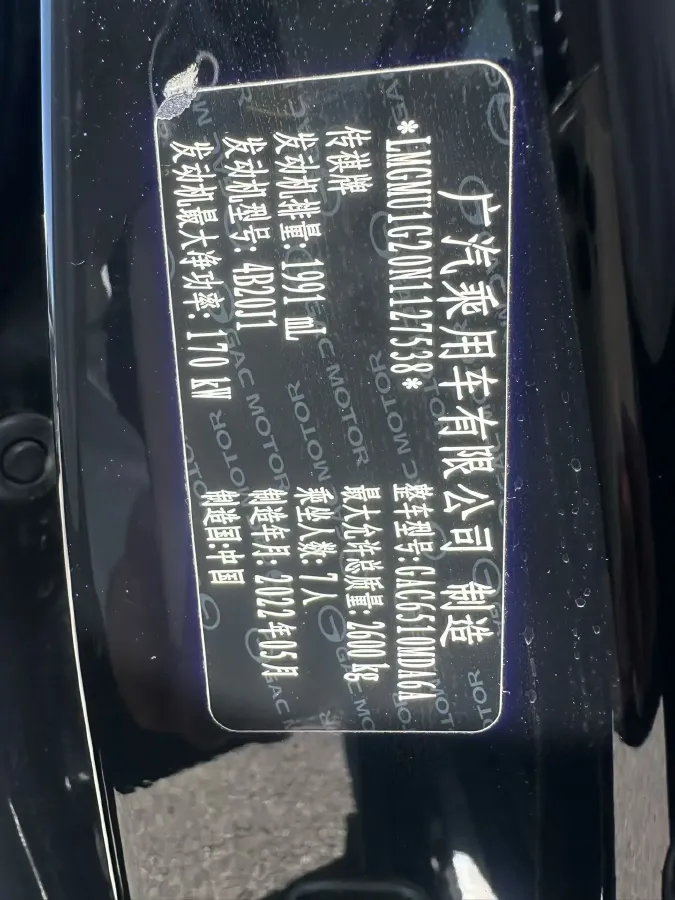 广汽乘用车有限公司 制造
*LMGNU1G20N1127538* 整车型号:GAC6510MDA6A
传祺牌 最大允许总质量: 2600 kg
发动机排量: 1991 mL 乘坐人数: 7人
发动机型号: 4B20J1 制造年月: 2022年05月
发动机最大净功率: 170 kW 制造国:中国
GAC MOTOR